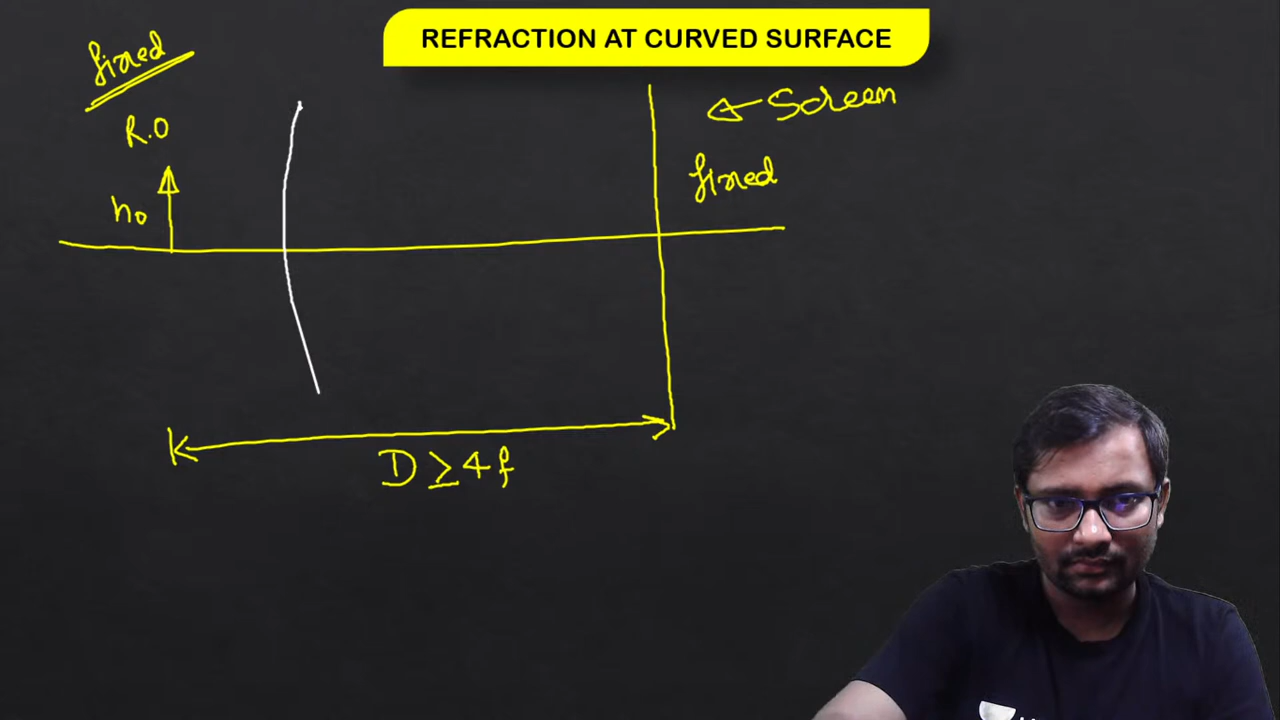 REFRACTION AT CURVED SURFACE
fixed
R.O
h₀
← Screen
fixed
D ≥ 4f